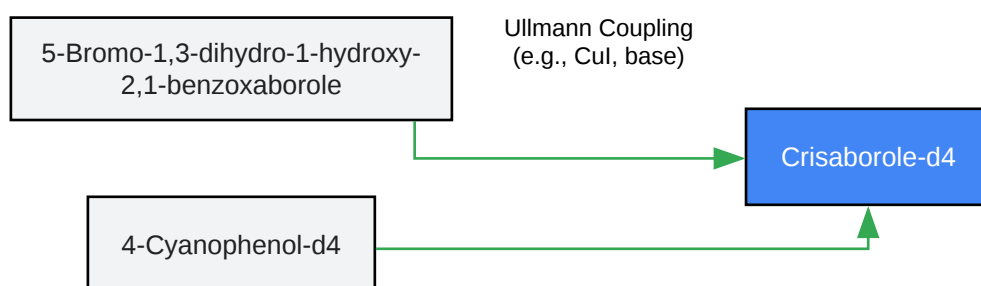 5-Bromo-1,3-dihydro-1-hydroxy-
2,1-benzoxaborole
Ullmann Coupling
(e.g., CuI, base)
Crisaborole-d4
4-Cyanophenol-d4